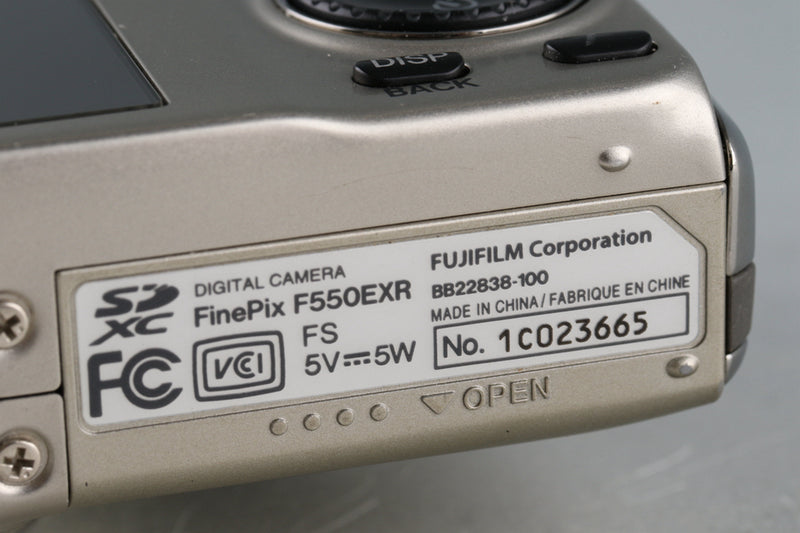 DISP
BACK
SD
XC
DIGITAL CAMERA
FinePix F550EXR
FC
VCCI
FS
5V⎓5W
FUJIFILM Corporation
BB22838-100
MADE IN CHINA / FABRIQUE EN CHINE
No. 1C023665
OPEN